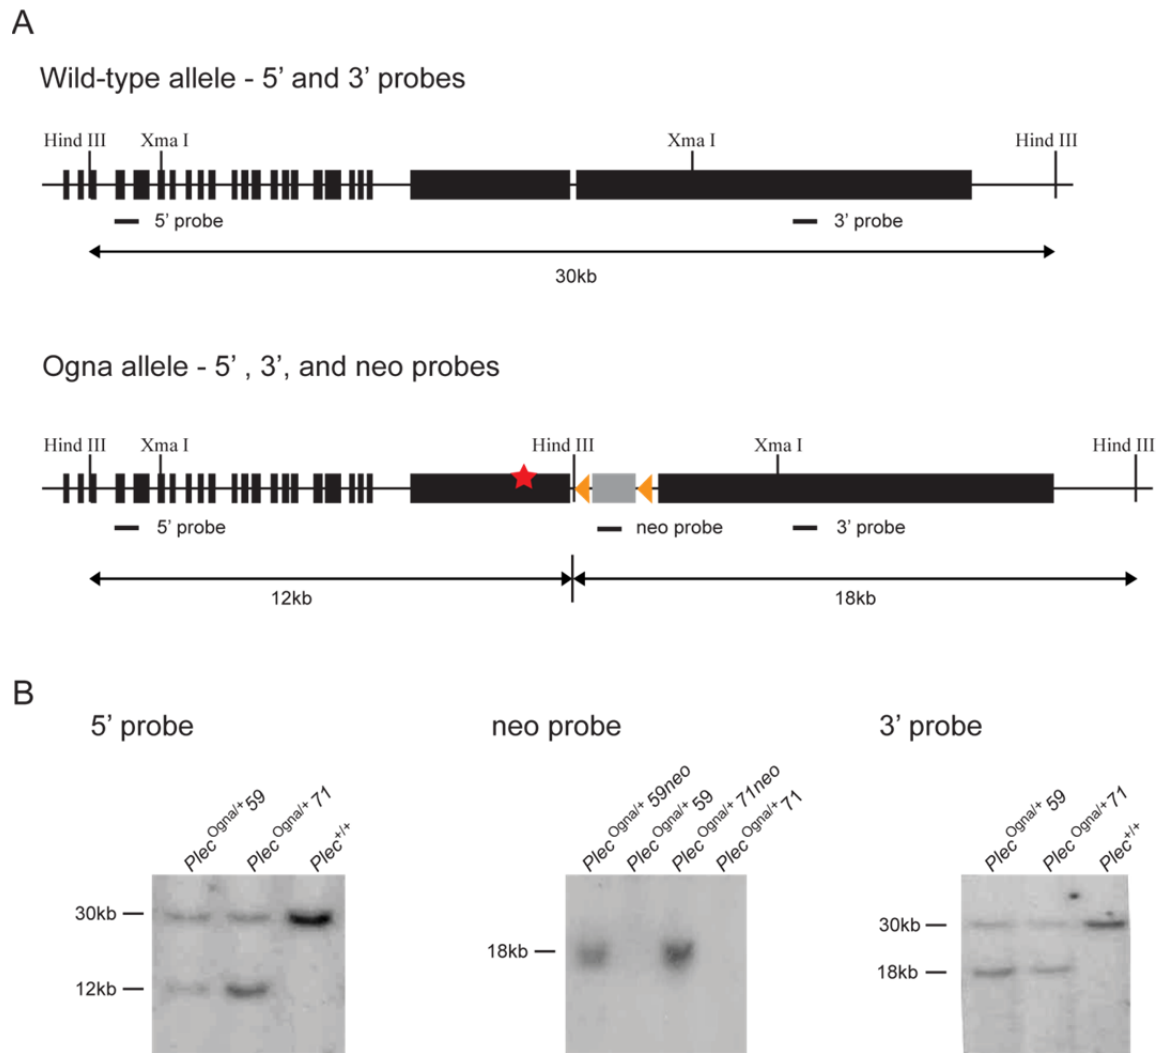 A
Wild-type allele - 5’ and 3’ probes
Hind III Xma I Xma I Hind III
5’ probe 3’ probe
30kb
Ogna allele - 5’ , 3’, and neo probes
Hind III Xma I Hind III Xma I Hind III
5’ probe neo probe 3’ probe
12kb 18kb
B
5’ probe
Plec Ogna/+ 59
Plec Ogna/+ 71
Plec +/+
30kb
12kb
neo probe
Plec Ogna/+ 59neo
Plec Ogna/+ 59
Plec Ogna/+ 71neo
Plec Ogna/+ 71
18kb
3’ probe
Plec Ogna/+ 59
Plec Ogna/+ 71
Plec +/+
30kb
18kb